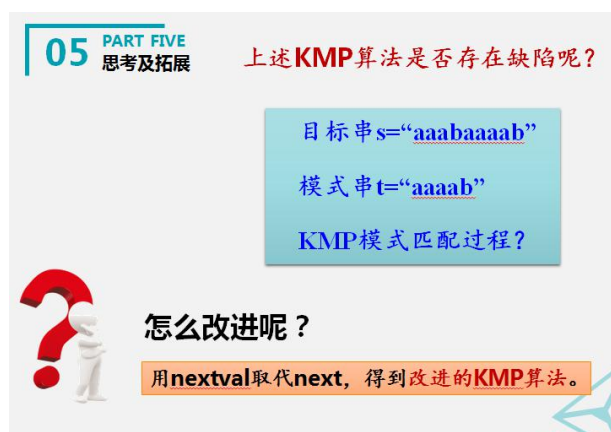 05 PART FIVE
思考及拓展
上述KMP算法是否存在缺陷呢？
目标串s=“aaabaaaab”
模式串t=“aaaab”
KMP模式匹配过程？
怎么改进呢？
用nextval取代next，得到改进的KMP算法。